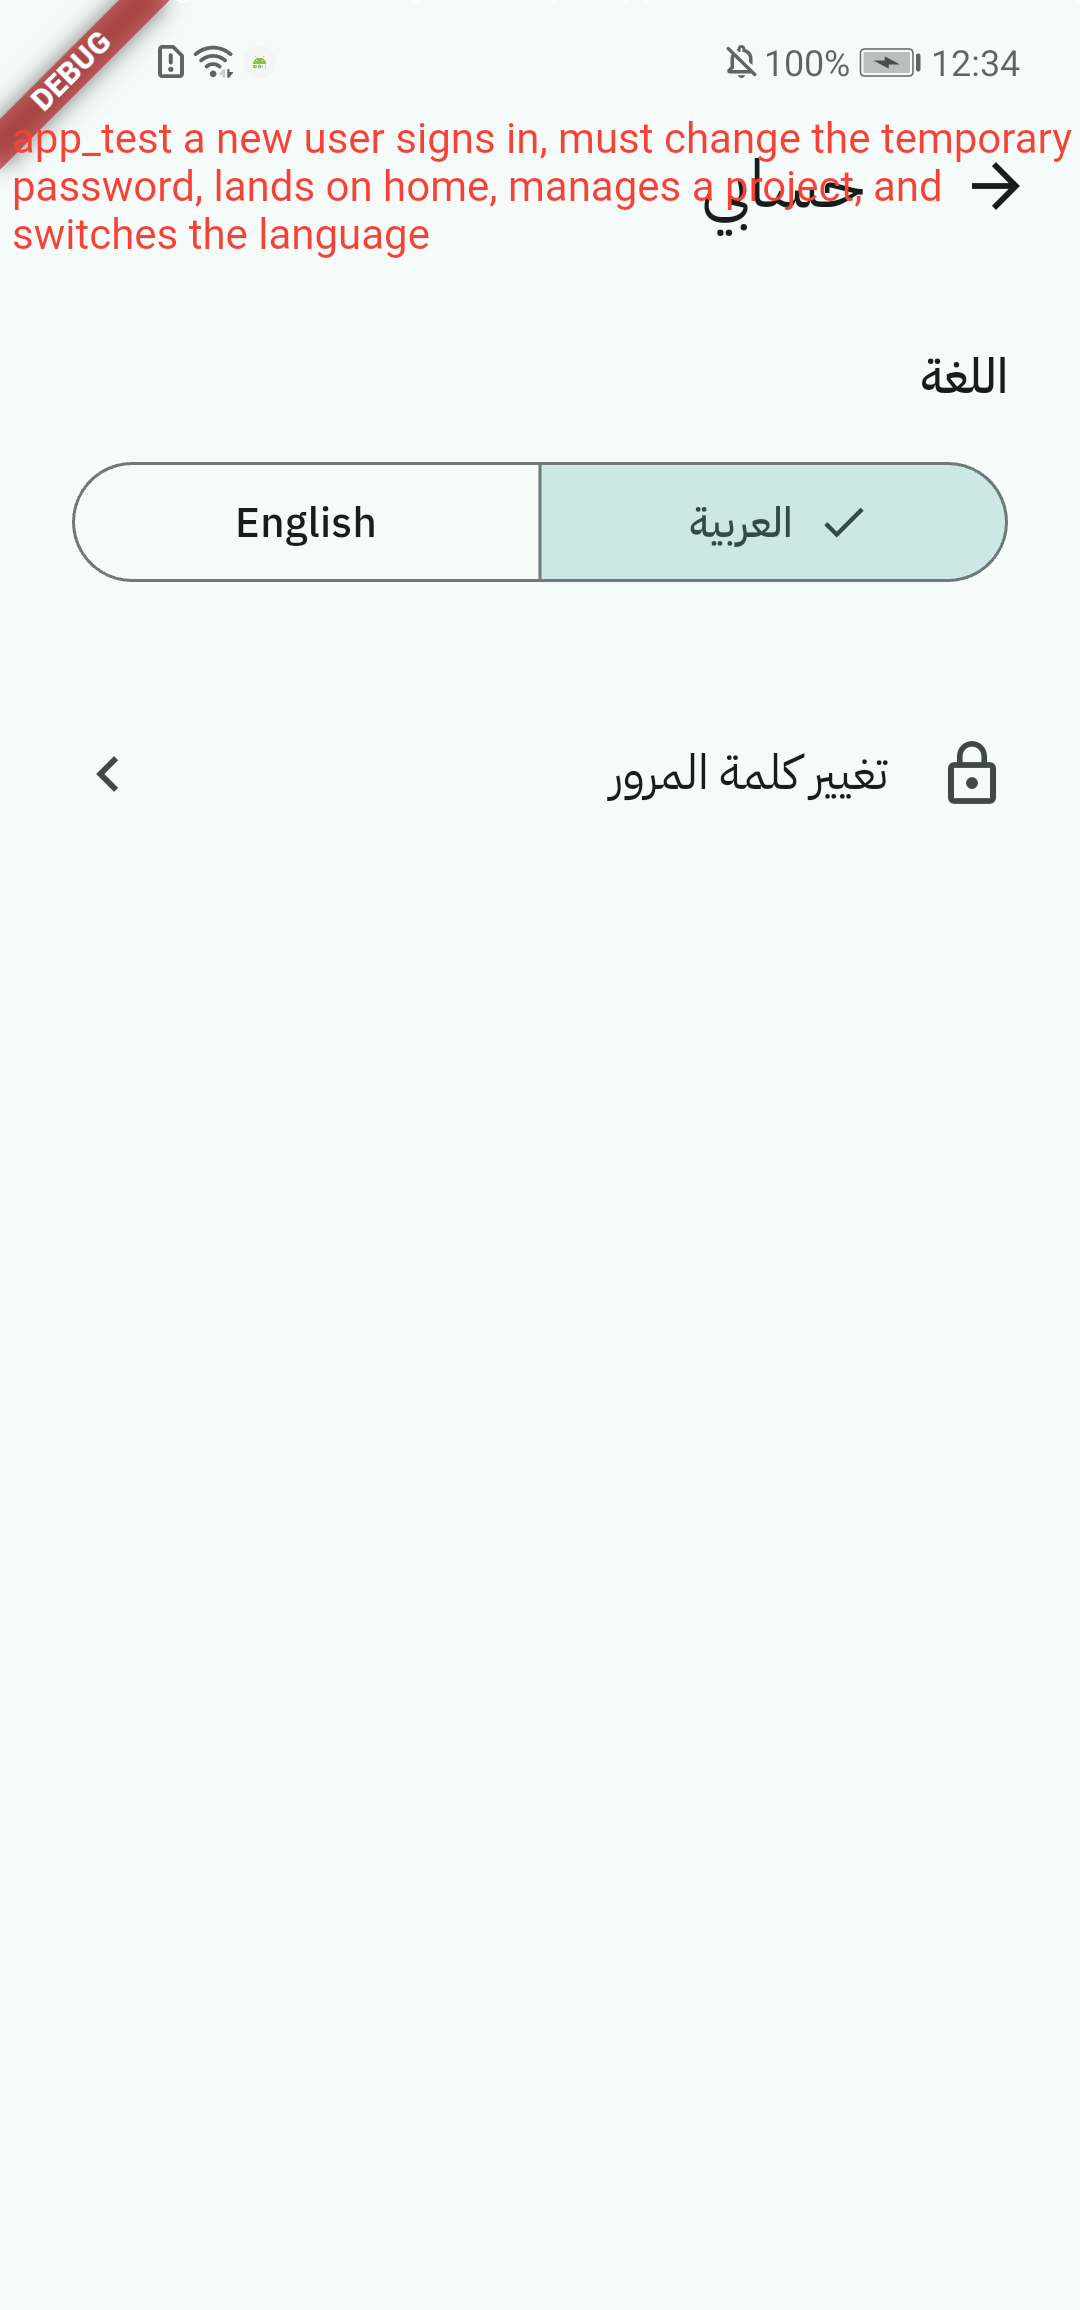 DEBUG
100% 12:34
app_test a new user signs in, must change the temporary
password, lands on home, manages a project, and
switches the language
حسابي
اللغة
العربية
English
تغيير كلمة المرور